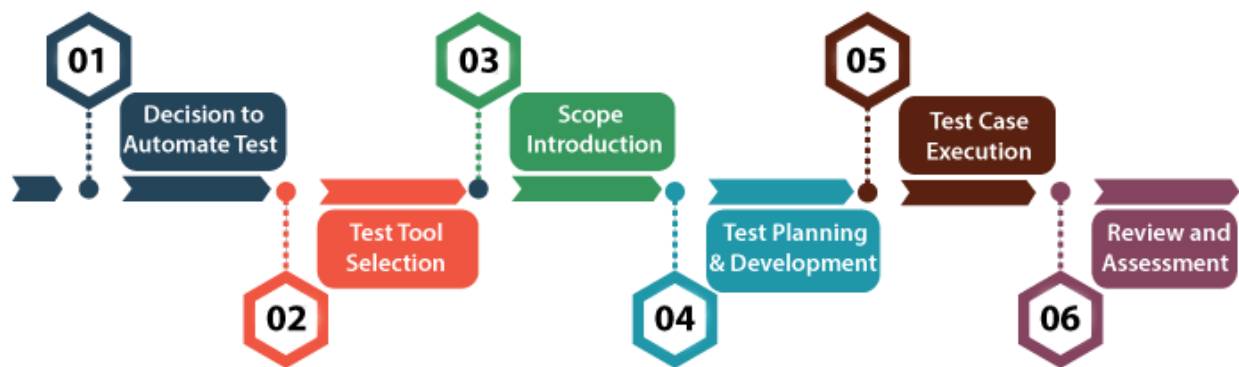 01
Decision to
Automate Test
02
Test Tool
Selection
03
Scope
Introduction
04
Test Planning
& Development
05
Test Case
Execution
06
Review and
Assessment